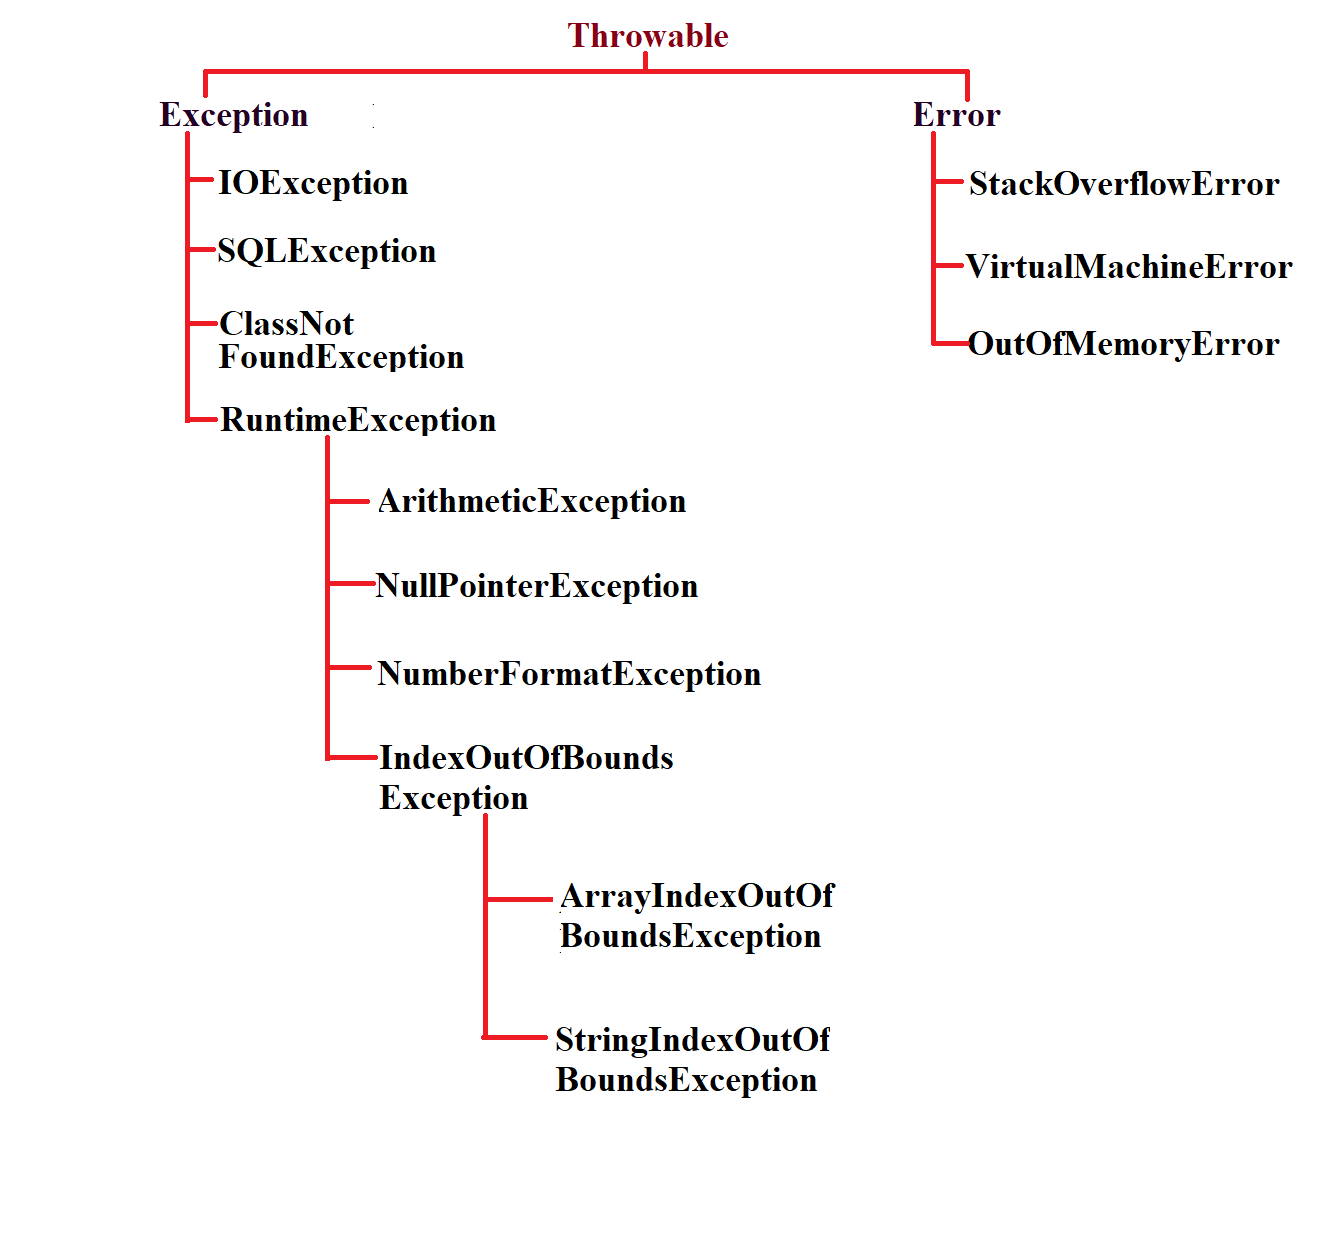 Throwable
Exception
Error
IOException
StackOverflowError
SQLException
VirtualMachineError
ClassNot
FoundException
OutOfMemoryError
RuntimeException
ArithmeticException
NullPointerException
NumberFormatException
IndexOutOfBounds
Exception
ArrayIndexOutOf
BoundsException
StringIndexOutOf
BoundsException